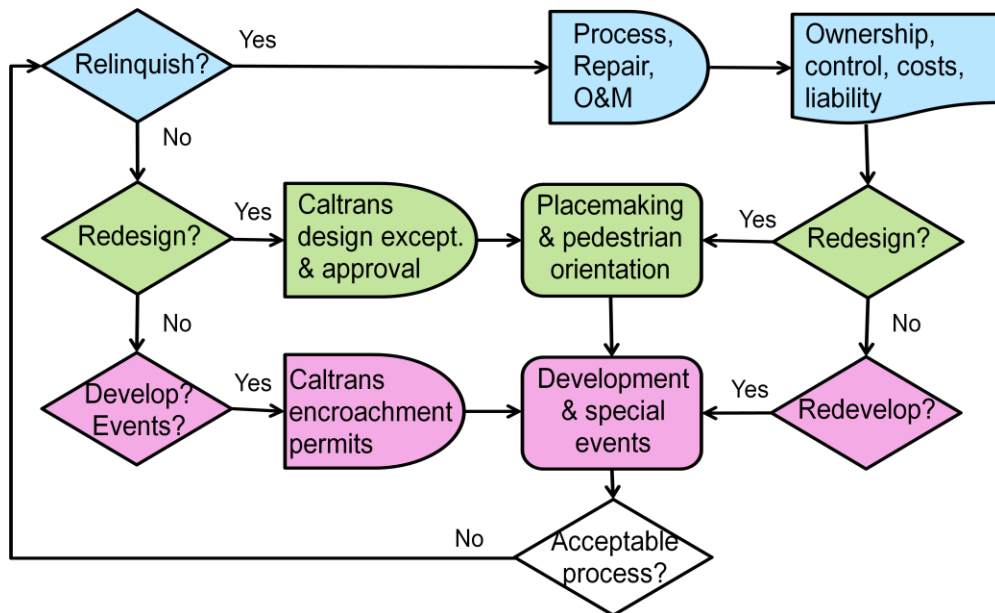 Relinquish?
Yes
Process,
Repair,
O&M
Ownership,
control, costs,
liability
No
Redesign?
Yes
Caltrans
design except.
& approval
Placemaking
& pedestrian
orientation
Yes
Redesign?
No
No
Develop?
Events?
Yes
Caltrans
encroachment
permits
Development
& special
events
Yes
Redevelop?
No
Acceptable
process?